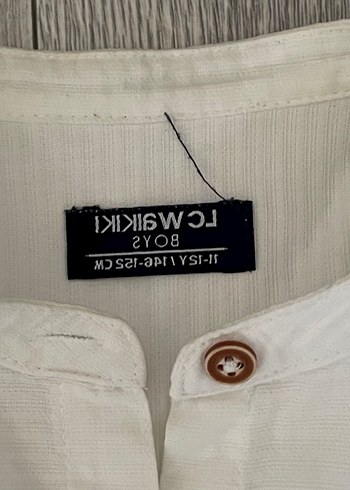 LC WAIKIKI
BOYS
11-12Y / 146-152 CM